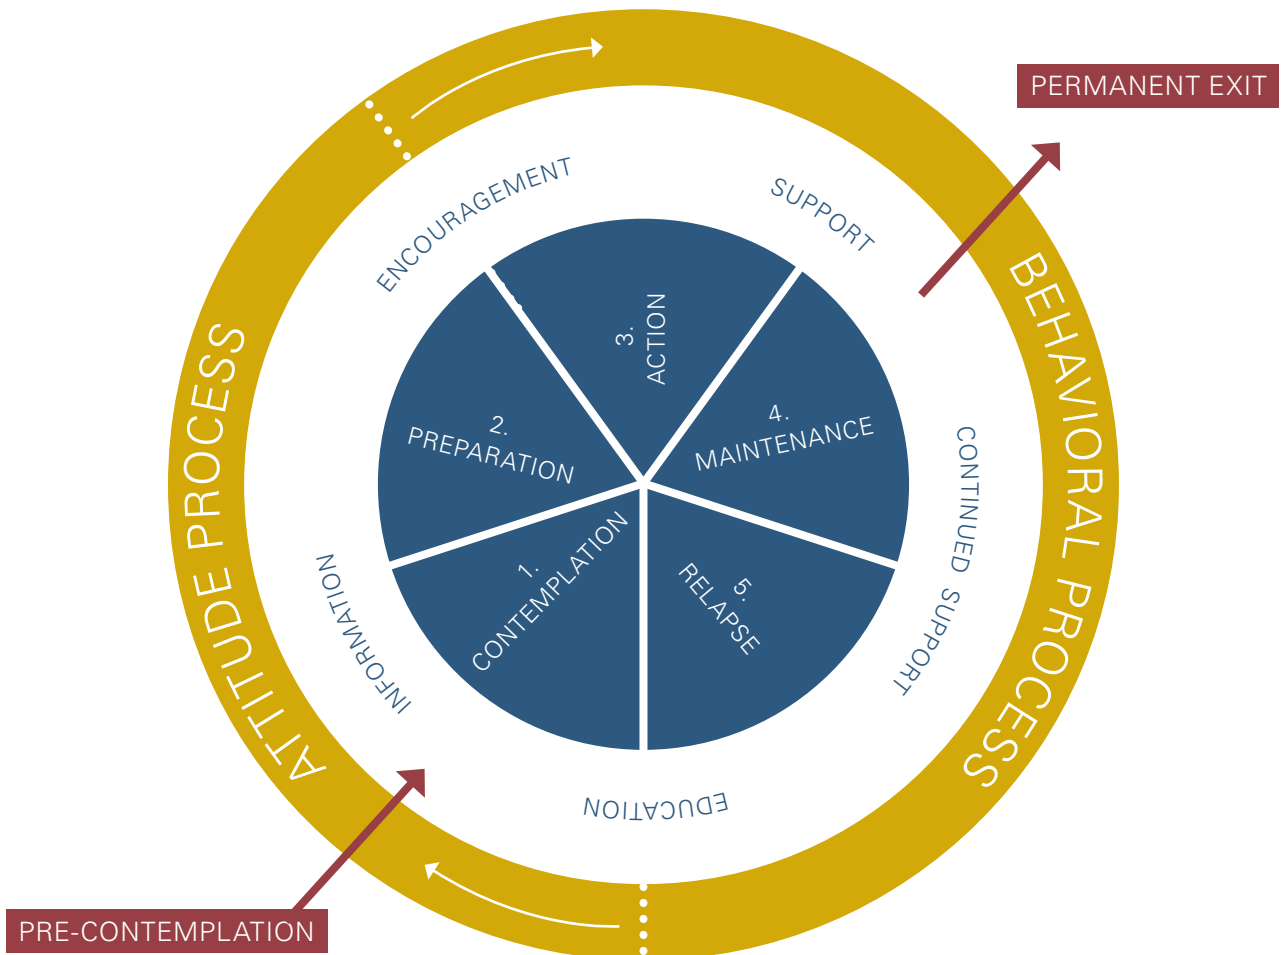 PERMANENT EXIT
ENCOURAGEMENT
SUPPORT
ATTITUDE PROCESS
BEHAVIORAL PROCESS
3.
ACTION
2.
PREPARATION
4.
MAINTENANCE
1.
CONTEMPLATION
5.
RELAPSE
INFORMATION
CONTINUED SUPPORT
EDUCATION
PRE-CONTEMPLATION